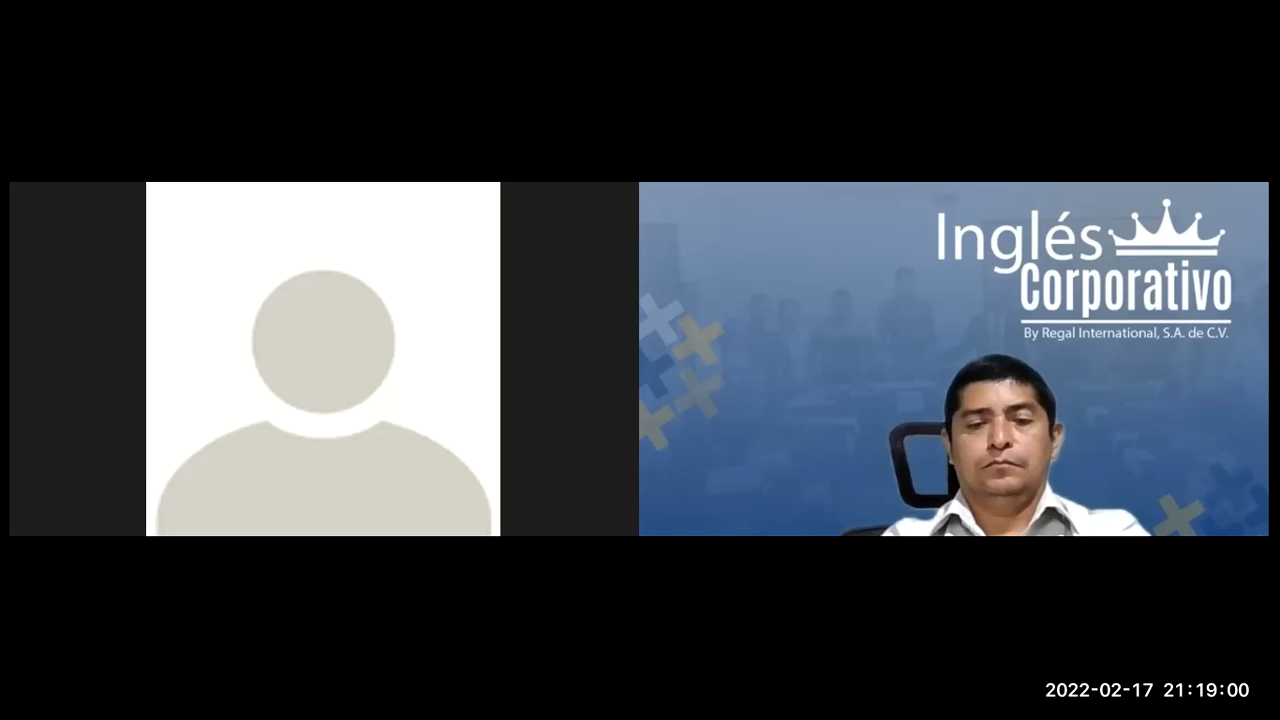 Inglés
Corporativo
By Regal International, S.A. de C.V.
2022-02-17 21:19:00